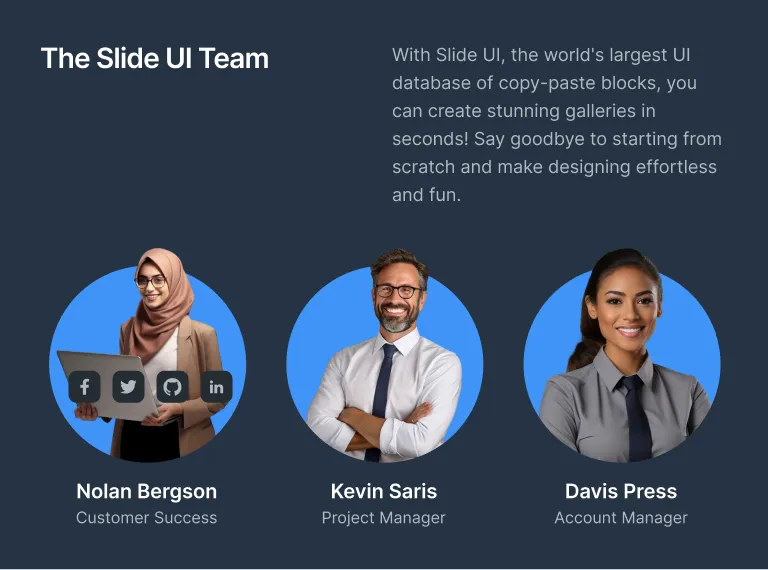 The Slide UI Team
With Slide UI, the world's largest UI
database of copy-paste blocks, you
can create stunning galleries in
seconds! Say goodbye to starting from
scratch and make designing effortless
and fun.
Nolan Bergson
Customer Success
Kevin Saris
Project Manager
Davis Press
Account Manager